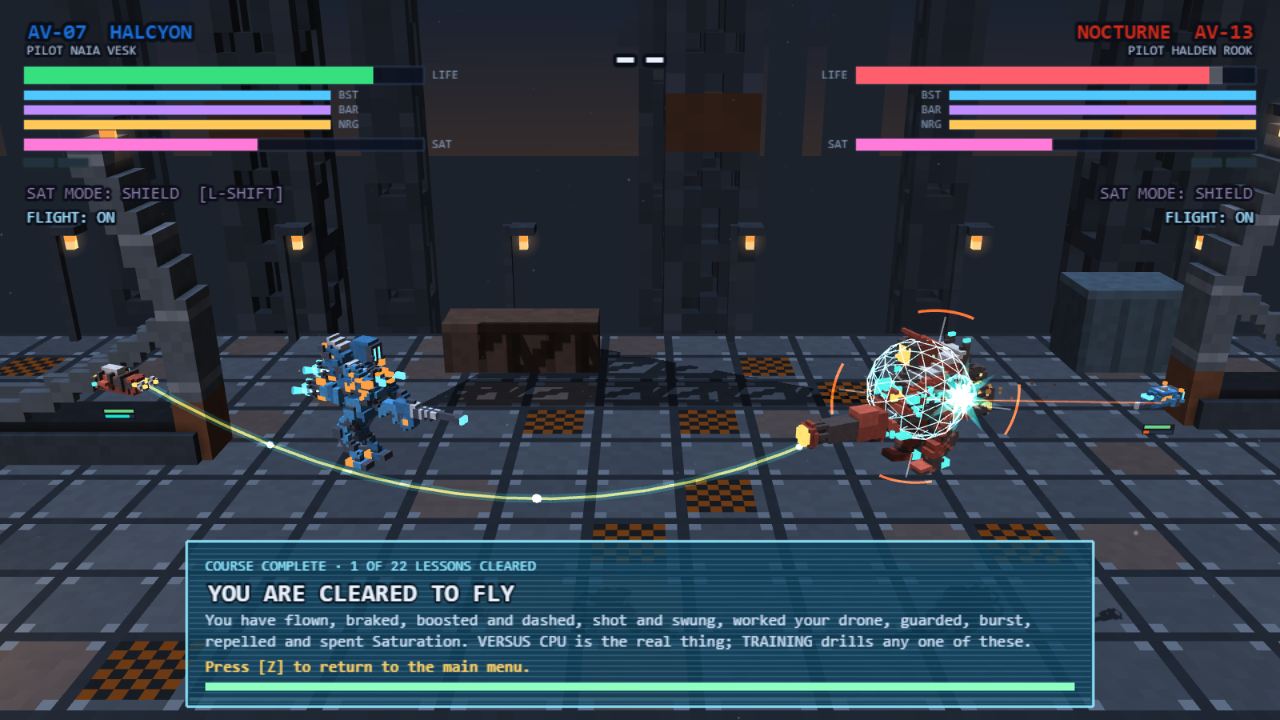 AV-07 HALCYON
PILOT NAIA VESK
LIFE
BST
BAR
NRG
SAT
SAT MODE: SHIELD [L-SHIFT]
FLIGHT: ON
--
NOCTURNE AV-13
PILOT HALDEN ROOK
LIFE
BST
BAR
NRG
SAT
SAT MODE: SHIELD
FLIGHT: ON
COURSE COMPLETE · 1 OF 22 LESSONS CLEARED
YOU ARE CLEARED TO FLY
You have flown, braked, boosted and dashed, shot and swung, worked your drone, guarded, burst,
repelled and spent Saturation. VERSUS CPU is the real thing; TRAINING drills any one of these.
Press [Z] to return to the main menu.